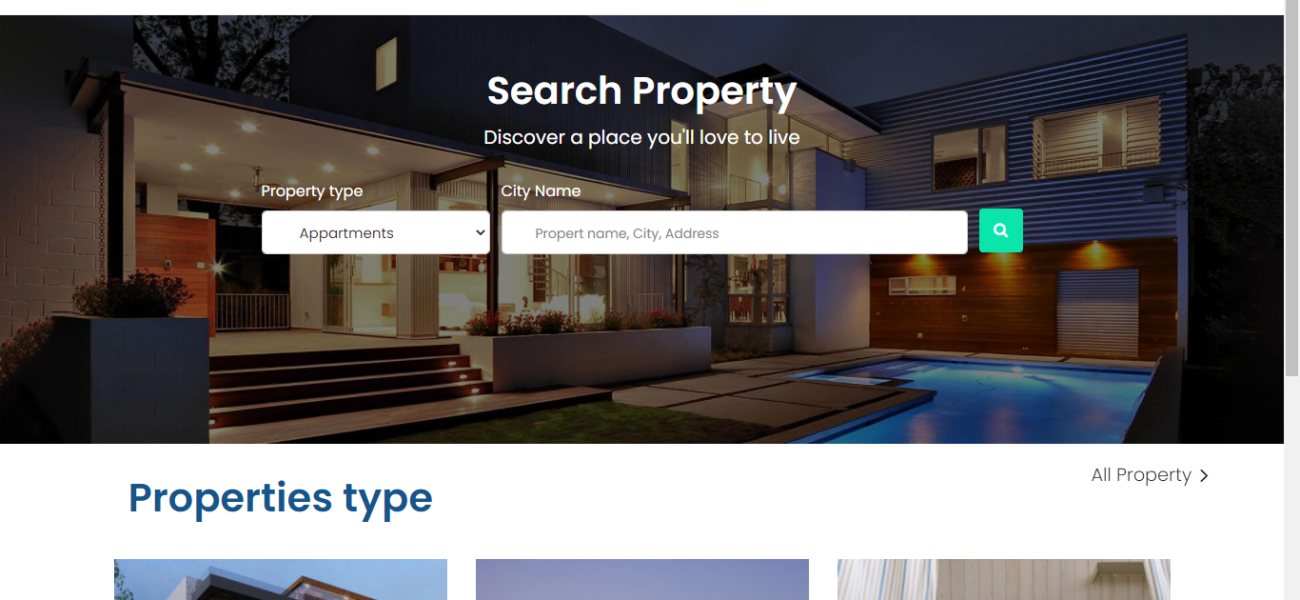 Search Property
Discover a place you'll love to live
Property type
City Name
Appartments
Propert name, City, Address
All Property
Properties type